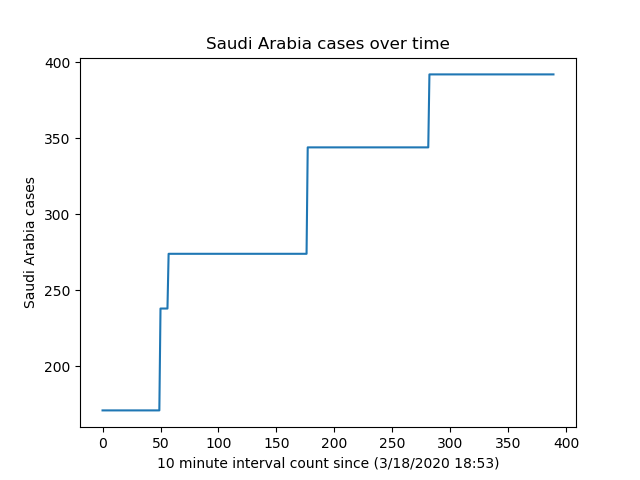 Saudi Arabia cases over time
400
350
300
250
200
Saudi Arabia cases
0 50 100 150 200 250 300 350 400
10 minute interval count since (3/18/2020 18:53)